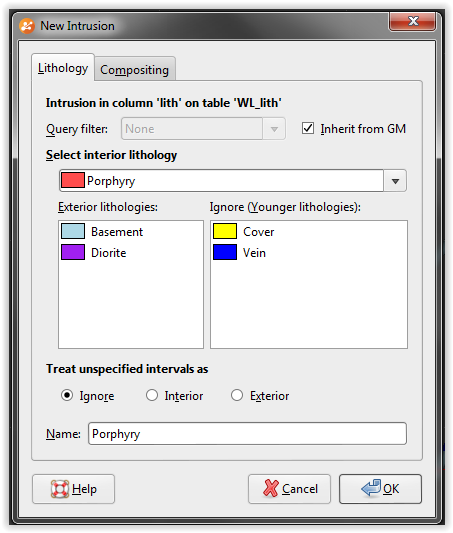 New Intrusion
Lithology Compositing
Intrusion in column 'lith' on table 'WL_lith'
Query filter: None Inherit from GM
Select interior lithology
Porphyry
Exterior lithologies: Ignore (Younger lithologies):
Basement Cover
Diorite Vein
Treat unspecified intervals as
Ignore Interior Exterior
Name: Porphyry
Help Cancel OK